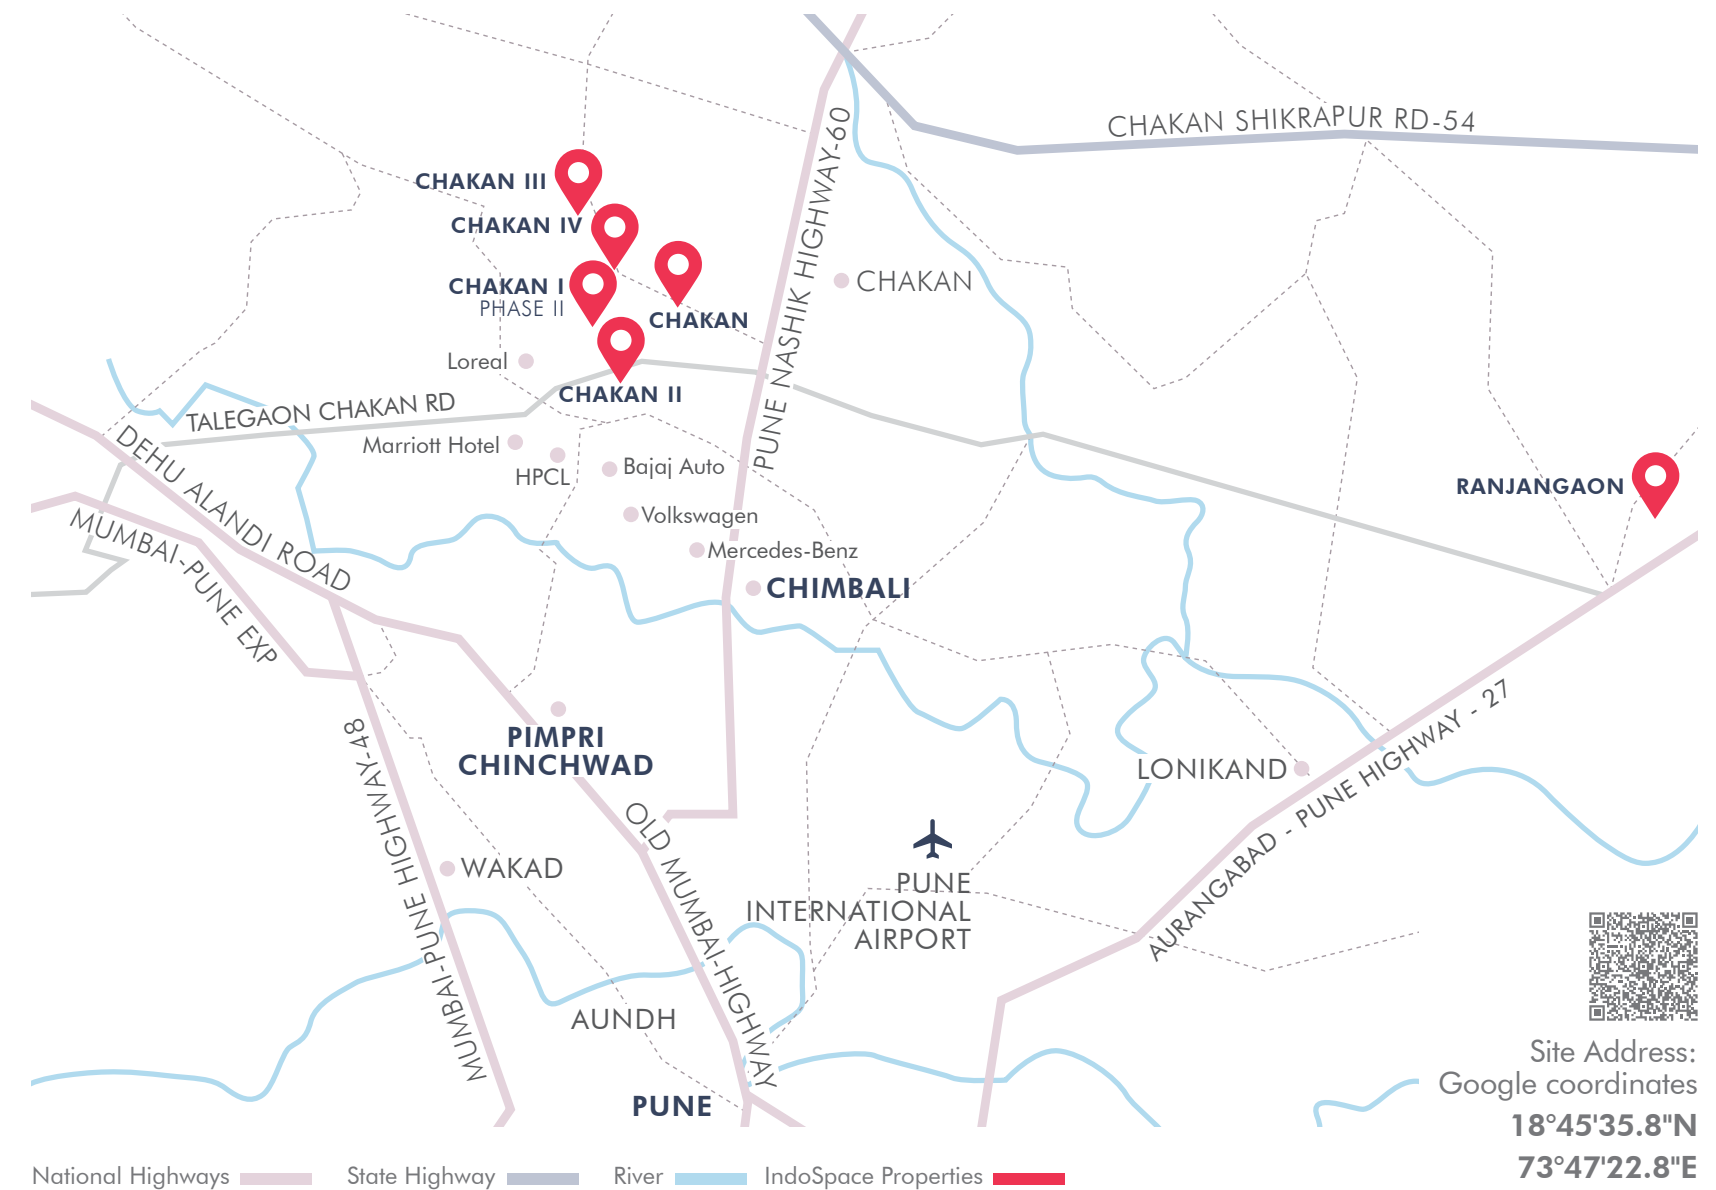 CHAKAN SHIKRAPUR RD-54
PUNE NASHIK HIGHWAY-60
CHAKAN III
CHAKAN IV
CHAKAN I
PHASE II
CHAKAN
CHAKAN
Loreal
CHAKAN II
TALEGAON CHAKAN RD
DEHU ALANDI ROAD
Marriott Hotel
HPCL
Bajaj Auto
RANJANGAON
MUMBAI-PUNE EXP
Volkswagen
Mercedes-Benz
CHIMBALI
PIMPRI
CHINCHWAD
MUMBAI-PUNE HIGHWAY-48
OLD MUMBAI-HIGHWAY
LONIKAND
AURANGABAD - PUNE HIGHWAY - 27
WAKAD
PUNE
INTERNATIONAL
AIRPORT
AUNDH
PUNE
Site Address:
Google coordinates
18°45'35.8"N
73°47'22.8"E
National Highways
State Highway
River
IndoSpace Properties